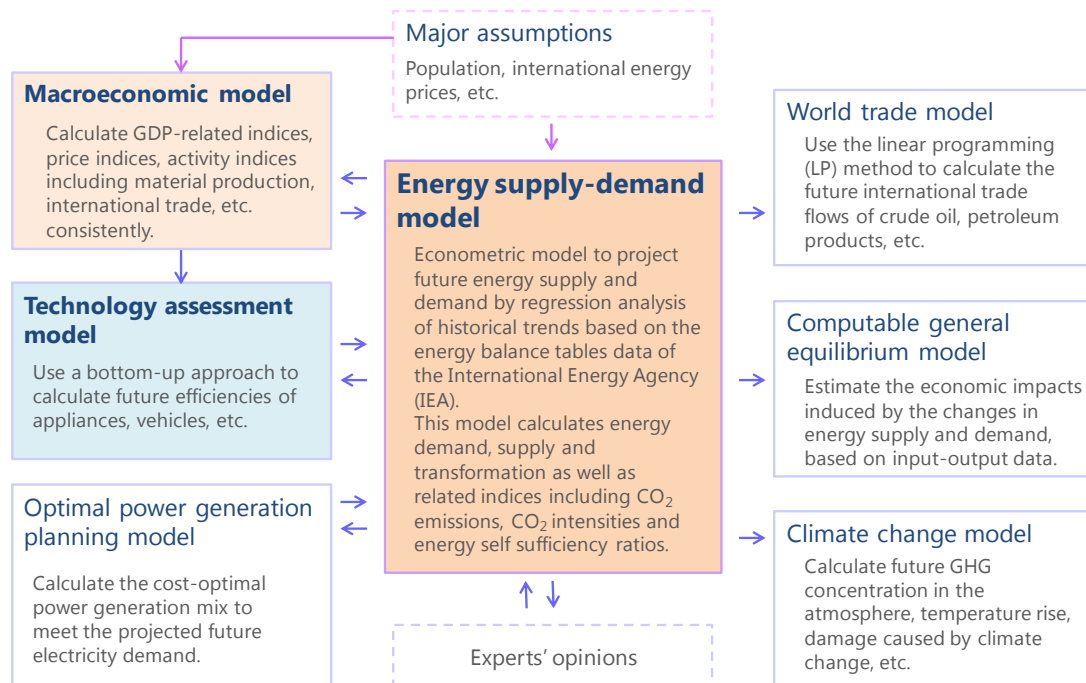 Major assumptions
Population, international energy
prices, etc.
Macroeconomic model
Calculate GDP-related indices,
price indices, activity indices
including material production,
international trade, etc.
consistently.
Technology assessment
model
Use a bottom-up approach to
calculate future efficiencies of
appliances, vehicles, etc.
Optimal power generation
planning model
Calculate the cost-optimal
power generation mix to
meet the projected future
electricity demand.
Energy supply-demand
model
Econometric model to project
future energy supply and
demand by regression analysis
of historical trends based on the
energy balance tables data of
the International Energy Agency
(IEA).
This model calculates energy
demand, supply and
transformation as well as
related indices including CO₂
emissions, CO₂ intensities and
energy self sufficiency ratios.
Experts’ opinions
World trade model
Use the linear programming
(LP) method to calculate the
future international trade
flows of crude oil, petroleum
products, etc.
Computable general
equilibrium model
Estimate the economic impacts
induced by the changes in
energy supply and demand,
based on input-output data.
Climate change model
Calculate future GHG
concentration in the
atmosphere, temperature rise,
damage caused by climate
change, etc.